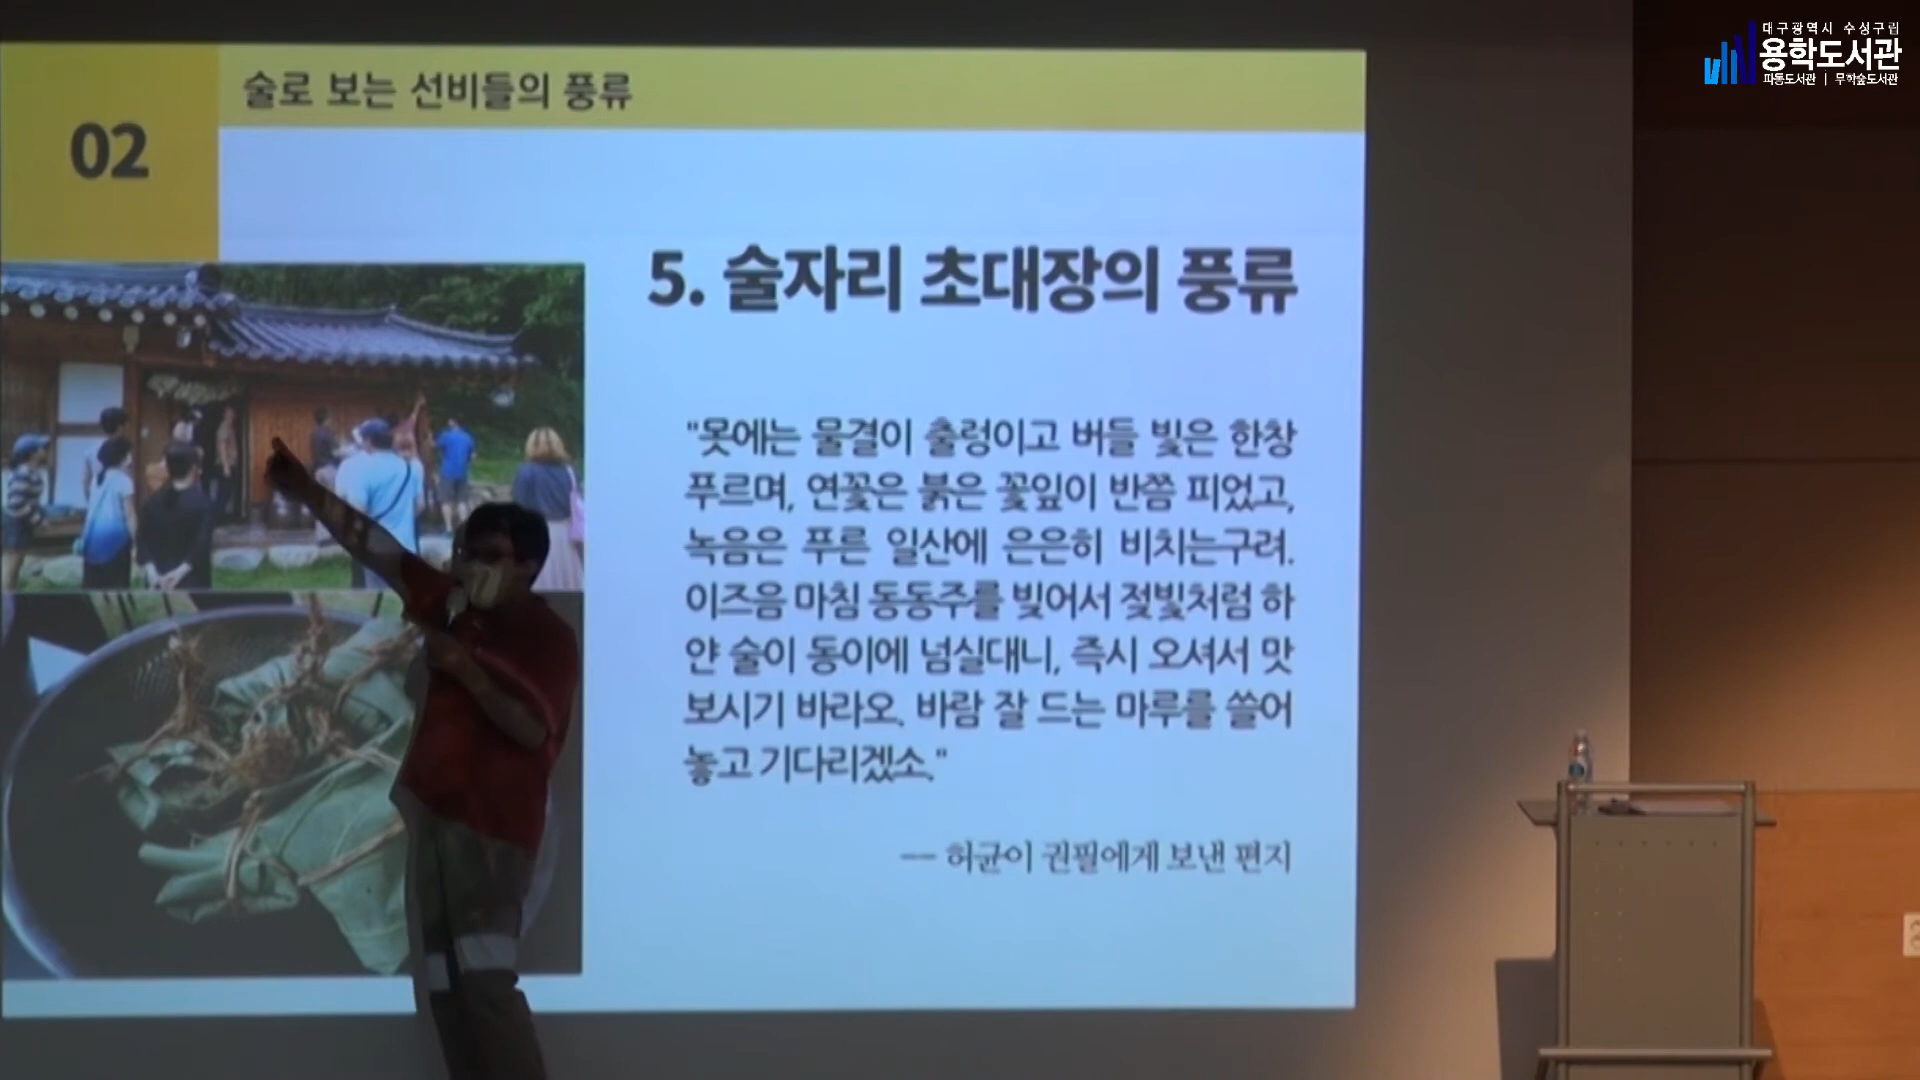 대구광역시 수성구립
용학도서관
파동도서관 | 무학숲도서관
02
술로 보는 선비들의 풍류
5. 술자리 초대장의 풍류
"못에는 물결이 출렁이고 버들 빛은 한창
푸르며, 연꽃은 붉은 꽃잎이 반쯤 피었고,
녹음은 푸른 일산에 은은히 비치는구려.
이즈음 마침 동동주를 빚어서 젖빛처럼 하
얀 술이 동이에 넘실대니, 즉시 오셔서 맛
보시기 바라오. 바람 잘 드는 마루를 쓸어
놓고 기다리겠소."
-- 허균이 권필에게 보낸 편지